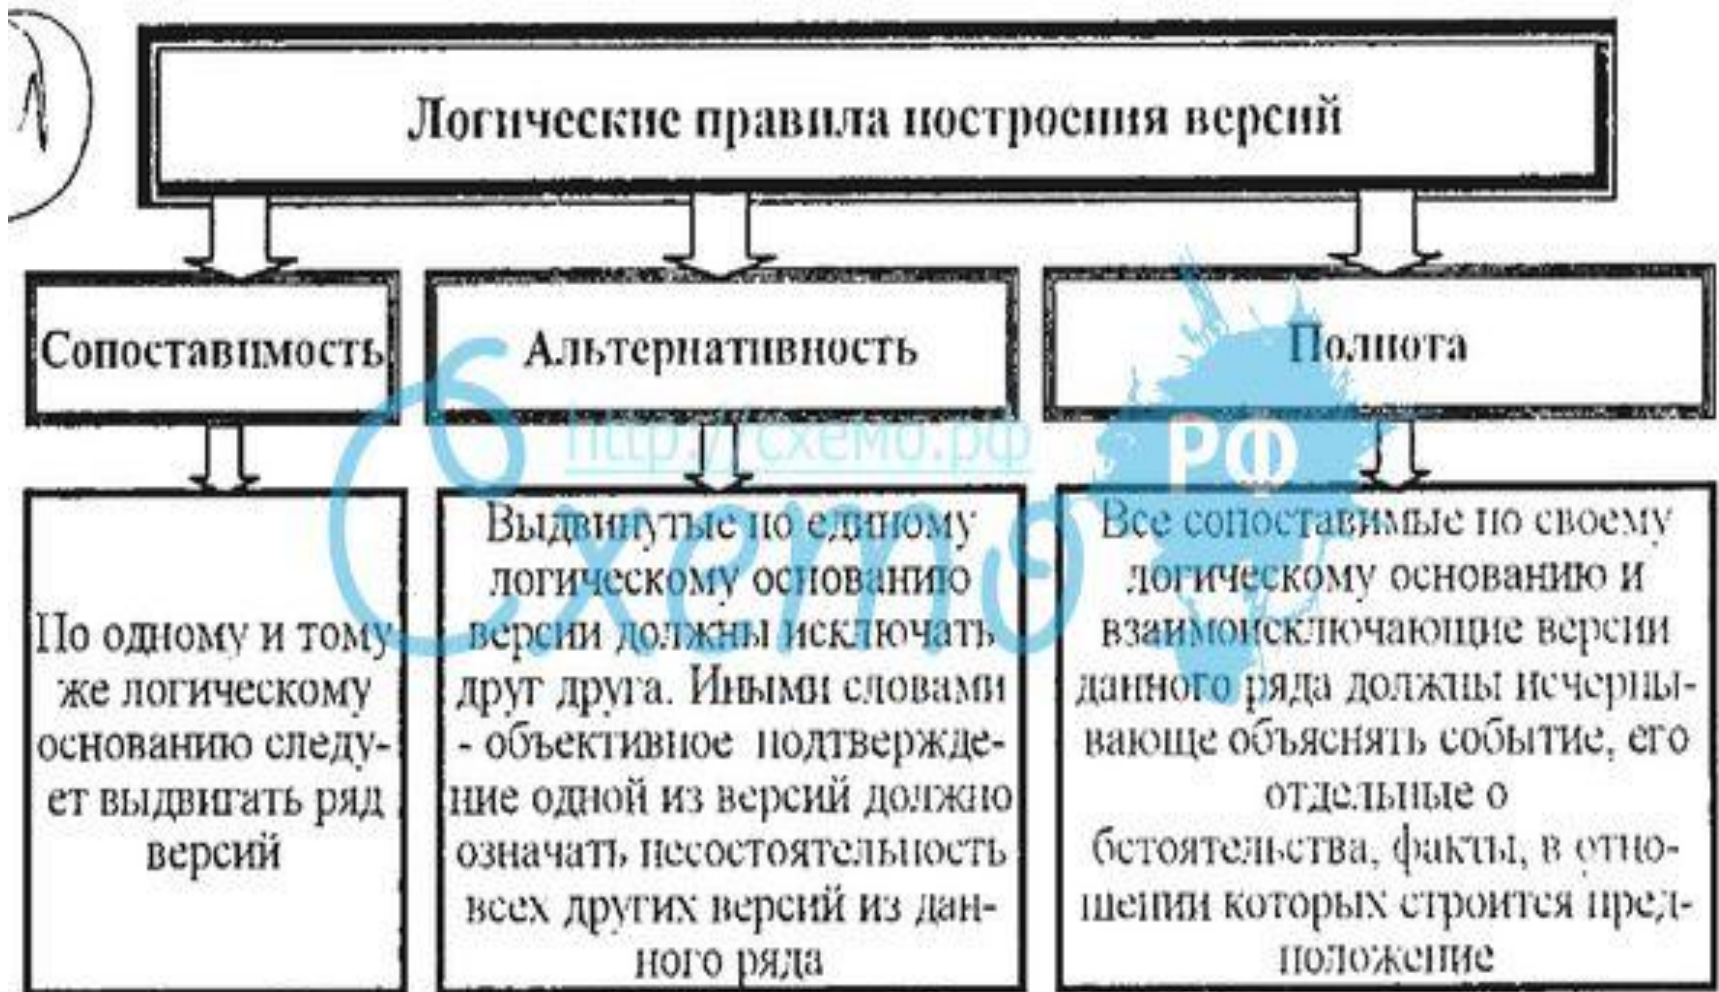 1
Логические правила построения версий
Сопоставимость
Альтернативность
Полнота
http://схемо.рф
Схемо
РФ
По одному и тому
же логическому
основанию следу-
ет выдвигать ряд
версий
Выдвинутые по единому
логическому основанию
версии должны исключать
друг друга. Иными словами
- объективное подтвержде-
ние одной из версий должно
означать несостоятельность
всех других версий из дан-
ного ряда
Все сопоставимые по своему
логическому основанию и
взаимоисключающие версии
данного ряда должны исчерпы-
вающе объяснять событие, его
отдельные о
бстоятельства, факты, в отно-
шении которых строится пред-
положение